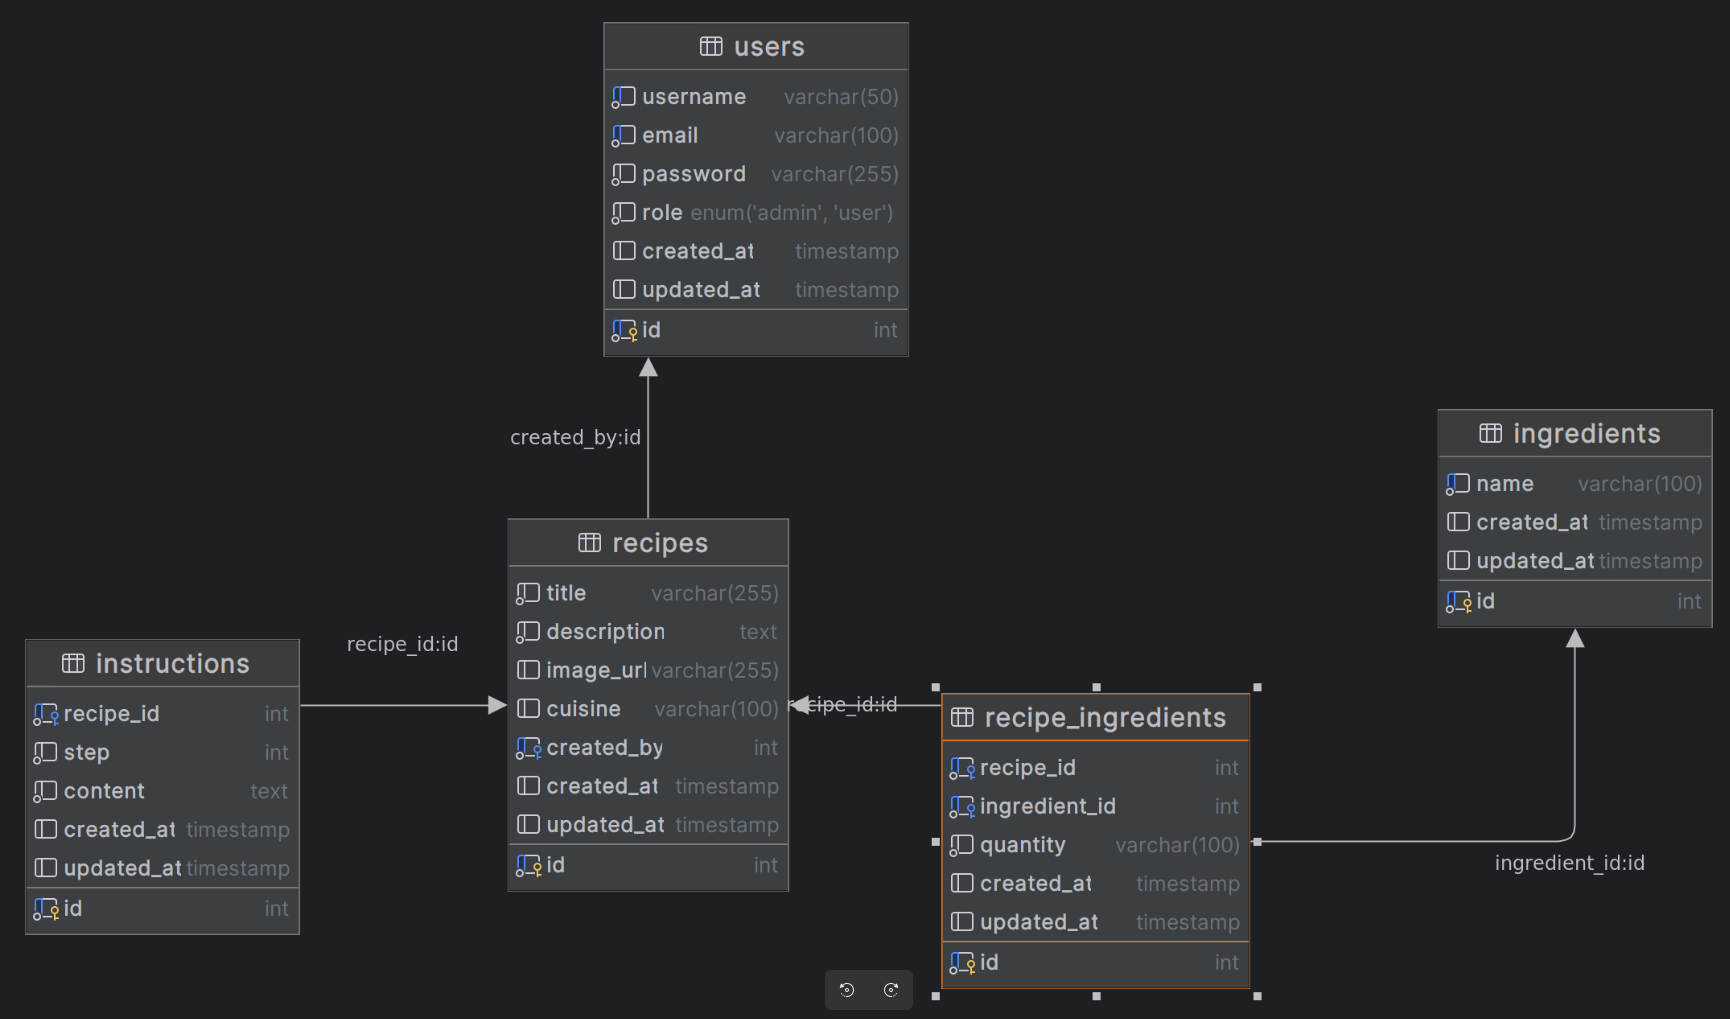 users
username varchar(50)
email varchar(100)
password varchar(255)
role enum('admin', 'user')
created_at timestamp
updated_at timestamp
id int
created_by:id
recipes
title varchar(255)
description text
image_url varchar(255)
cuisine varchar(100)
created_by int
created_at timestamp
updated_at timestamp
id int
recipe_id:id
instructions
recipe_id int
step int
content text
created_at timestamp
updated_at timestamp
id int
recipe_id:id
recipe_ingredients
recipe_id int
ingredient_id int
quantity varchar(100)
created_at timestamp
updated_at timestamp
id int
ingredients
name varchar(100)
created_at timestamp
updated_at timestamp
id int
ingredient_id:id